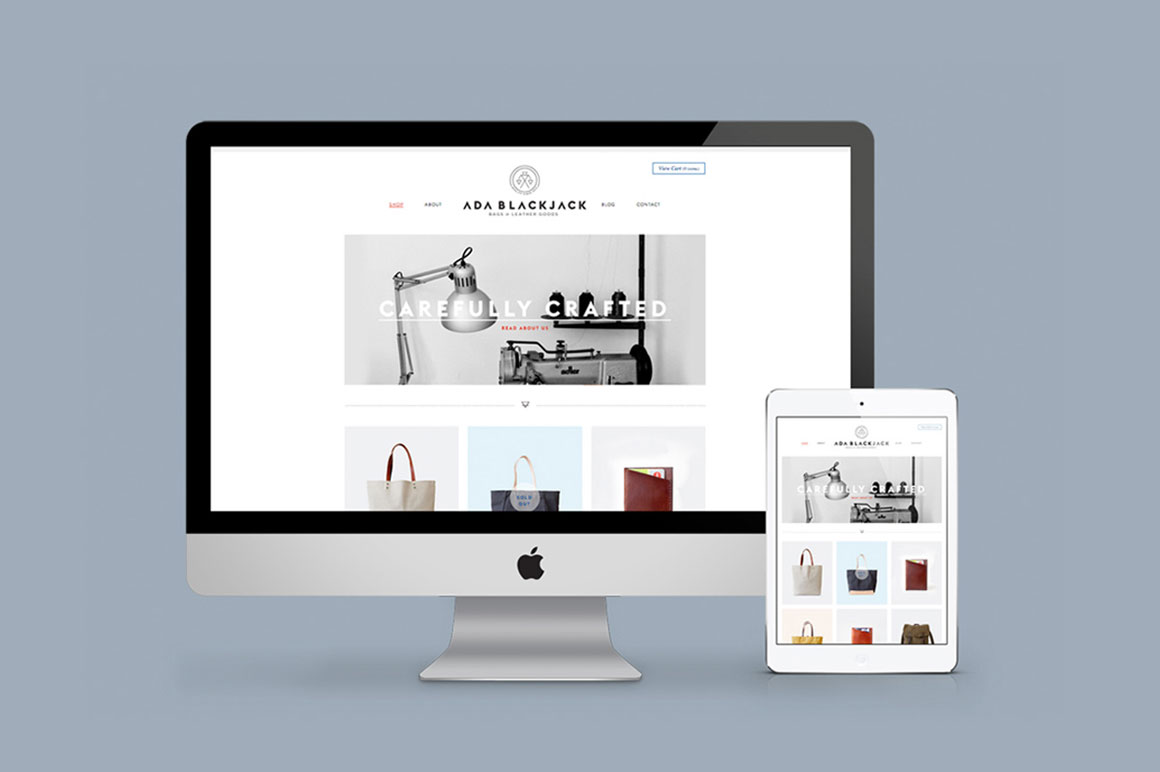 View Cart
SHOP ABOUT ADA BLACKJACK BLOG CONTACT
BAGS & LEATHER GOODS
CAREFULLY CRAFTED
READ ABOUT US
SOLD
OUT
ADA BLACKJACK
CAREFULLY CRAFTED